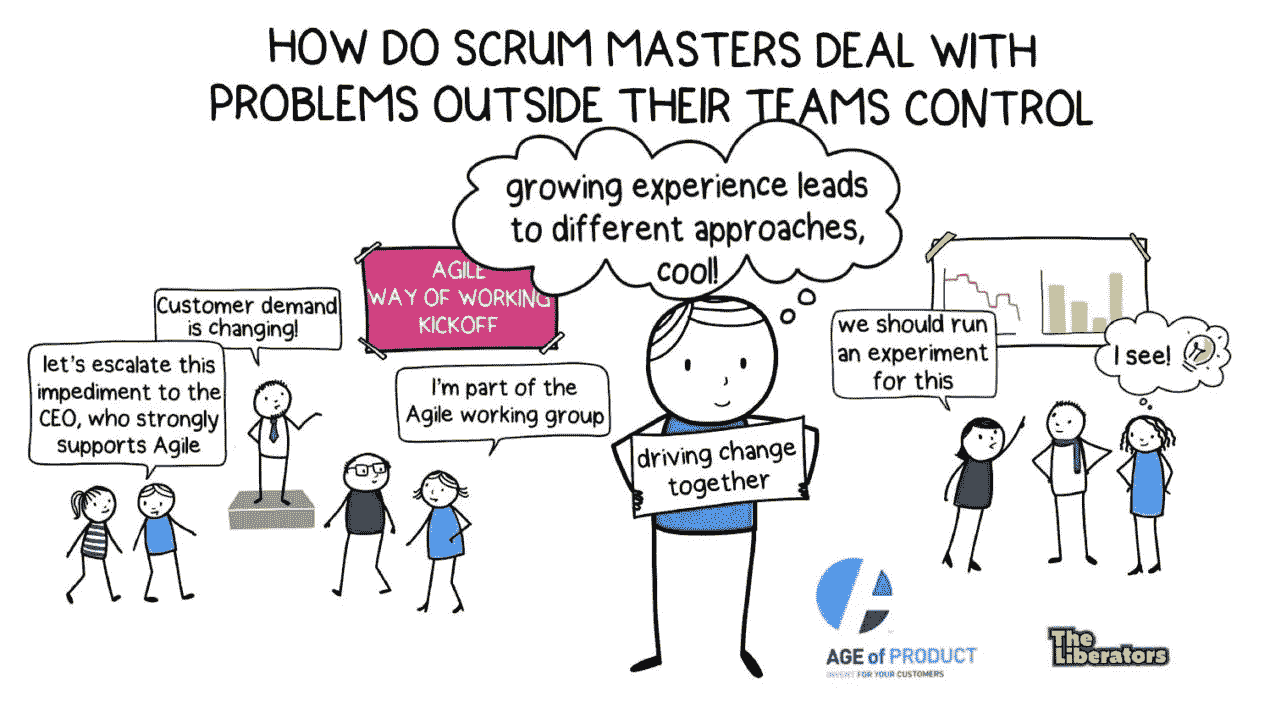 HOW DO SCRUM MASTERS DEAL WITH
PROBLEMS OUTSIDE THEIR TEAMS CONTROL
growing experience leads
to different approaches,
cool!
AGILE
WAY OF WORKING
KICKOFF
Customer demand
is changing!
let's escalate this
impediment to the
CEO, who strongly
supports Agile
I'm part of the
Agile working group
driving change
together
we should run
an experiment
for this
I see!
AGE of PRODUCT
INVENT FOR YOUR CUSTOMERS
The
Liberators